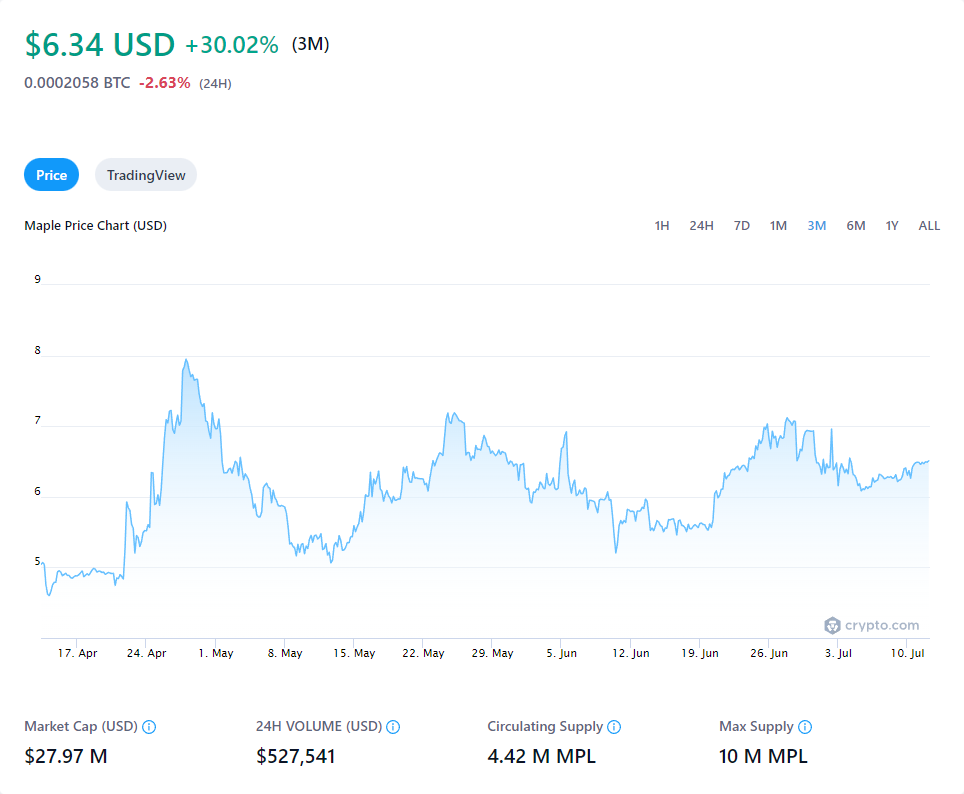 $6.34 USD +30.02% (3M)
0.0002058 BTC -2.63% (24H)
Price TradingView
Maple Price Chart (USD) 1H 24H 7D 1M 3M 6M 1Y ALL
9
8
7
6
5
crypto.com
17. Apr 24. Apr 1. May 8. May 15. May 22. May 29. May 5. Jun 12. Jun 19. Jun 26. Jun 3. Jul 10. Jul
Market Cap (USD) 24H VOLUME (USD) Circulating Supply Max Supply
$27.97 M $527,541 4.42 M MPL 10 M MPL